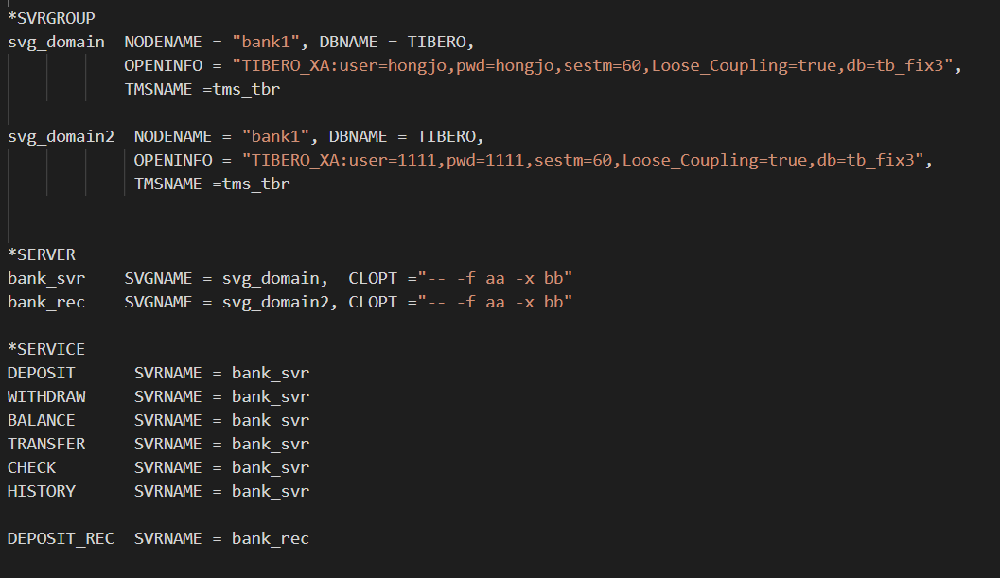 *SVRGROUP
svg_domain  NODENAME = "bank1", DBNAME = TIBERO,
            OPENINFO = "TIBERO_XA:user=hongjo,pwd=hongjo,sestm=60,Loose_Coupling=true,db=tb_fix3",
            TMSNAME =tms_tbr
svg_domain2  NODENAME = "bank1", DBNAME = TIBERO,
             OPENINFO = "TIBERO_XA:user=1111,pwd=1111,sestm=60,Loose_Coupling=true,db=tb_fix3",
             TMSNAME =tms_tbr
*SERVER
bank_svr    SVGNAME = svg_domain,  CLOPT ="-- -f aa -x bb"
bank_rec    SVGNAME = svg_domain2, CLOPT ="-- -f aa -x bb"
*SERVICE
DEPOSIT      SVRNAME = bank_svr
WITHDRAW     SVRNAME = bank_svr
BALANCE      SVRNAME = bank_svr
TRANSFER     SVRNAME = bank_svr
CHECK        SVRNAME = bank_svr
HISTORY      SVRNAME = bank_svr
DEPOSIT_REC  SVRNAME = bank_rec